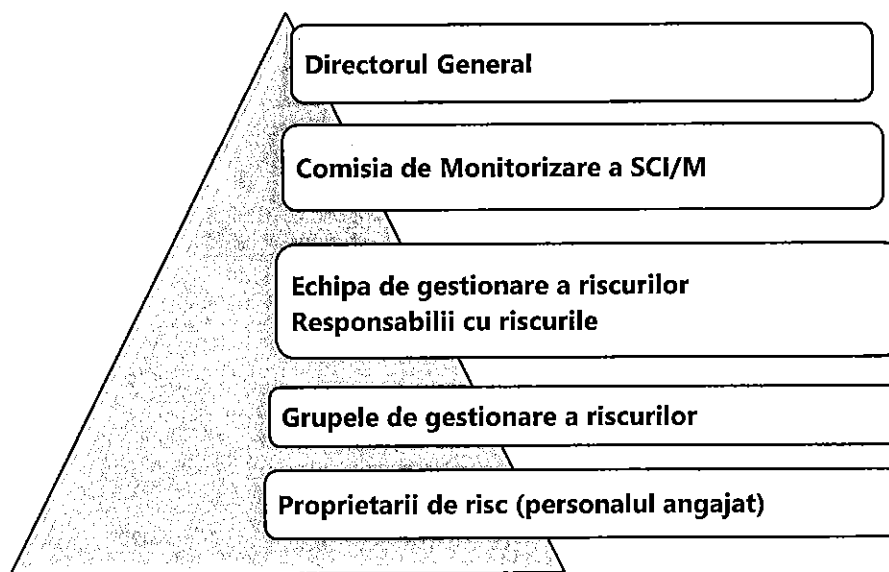 Directorul General
Comisia de Monitorizare a SCI/M
Echipa de gestionare a riscurilor
Responsabilii cu riscurile
Grupele de gestionare a riscurilor
Proprietarii de risc (personalul angajat)